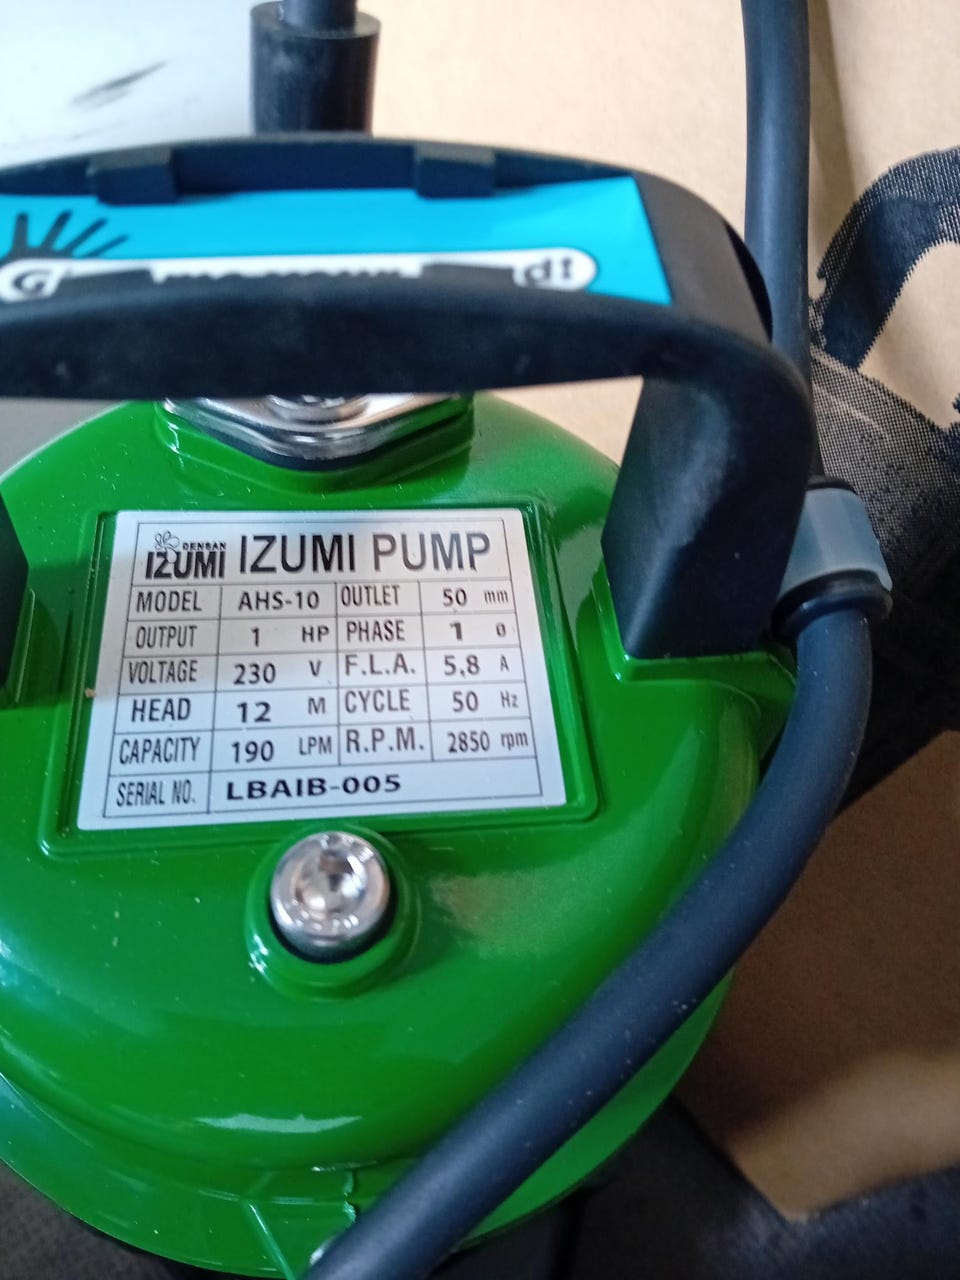 DENSAN
IZUMI IZUMI PUMP
MODEL AHS-10 OUTLET 50 mm
OUTPUT 1 HP PHASE 1 ø
VOLTAGE 230 V F.L.A. 5,8 A
HEAD 12 M CYCLE 50 Hz
CAPACITY 190 LPM R.P.M. 2850 rpm
SERIAL NO. LBAIB-005